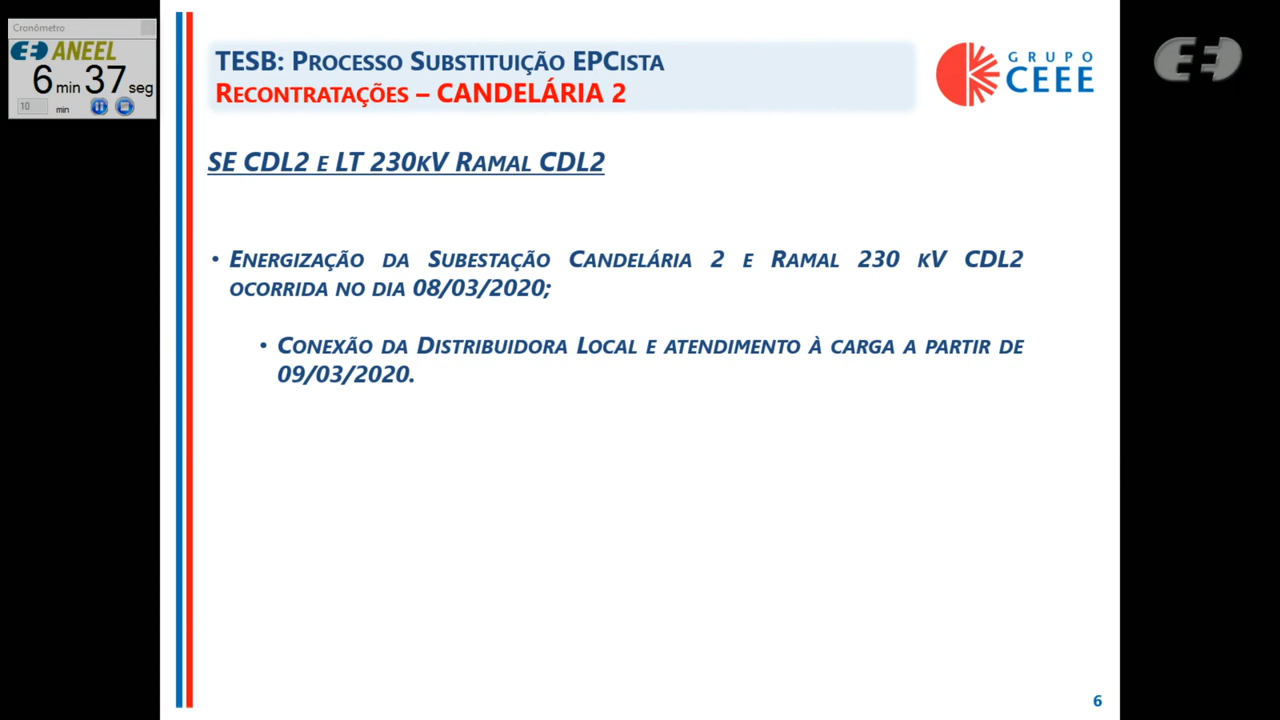 Cronômetro
ANEEL
6 min 37 seg
10 min
TESB: Processo Substituição EPCista
Recontratações – CANDELÁRIA 2
GRUPO
CEEE
SE CDL2 e LT 230kV Ramal CDL2
• Energização da Subestação Candelária 2 e Ramal 230 kV CDL2
ocorrida no dia 08/03/2020;
• Conexão da Distribuidora Local e atendimento à carga a partir de
09/03/2020.
6